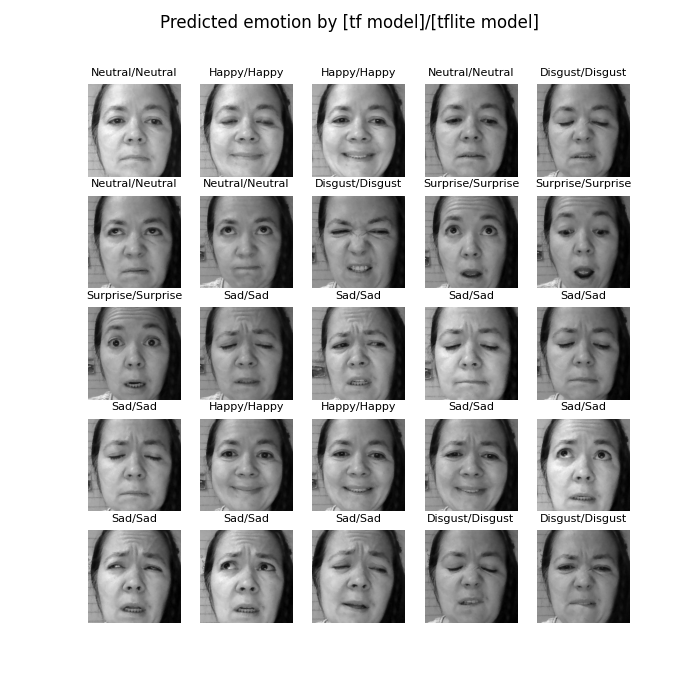 Predicted emotion by [tf model]/[tflite model]
Neutral/Neutral Happy/Happy Happy/Happy Neutral/Neutral Disgust/Disgust
Neutral/Neutral Neutral/Neutral Disgust/Disgust Surprise/Surprise Surprise/Surprise
Surprise/Surprise Sad/Sad Sad/Sad Sad/Sad Sad/Sad
Sad/Sad Happy/Happy Happy/Happy Sad/Sad Sad/Sad
Sad/Sad Sad/Sad Sad/Sad Disgust/Disgust Disgust/Disgust